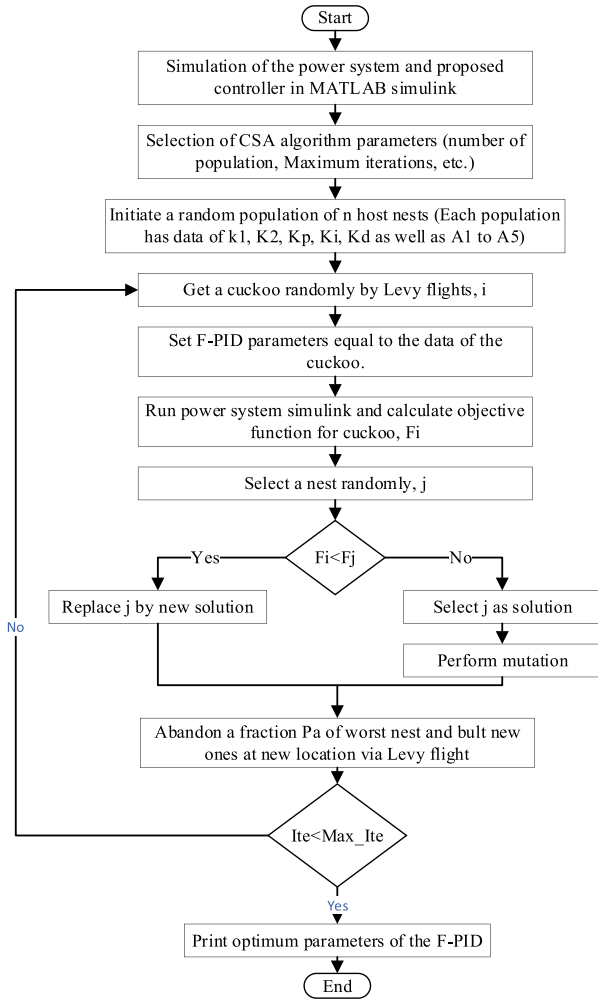 Start
Simulation of the power system and proposed
controller in MATLAB simulink
Selection of CSA algorithm parameters (number of
population, Maximum iterations, etc.)
Initiate a random population of n host nests (Each population
has data of k1, K2, Kp, Ki, Kd as well as A1 to A5)
Get a cuckoo randomly by Levy flights, i
Set F-PID parameters equal to the data of the
cuckoo.
Run power system simulink and calculate objective
function for cuckoo, Fi
Select a nest randomly, j
Fi<Fj
Yes
No
Replace j by new solution
Select j as solution
No
Perform mutation
Abandon a fraction Pa of worst nest and bult new
ones at new location via Levy flight
Ite<Max_Ite
Yes
Print optimum parameters of the F-PID
End